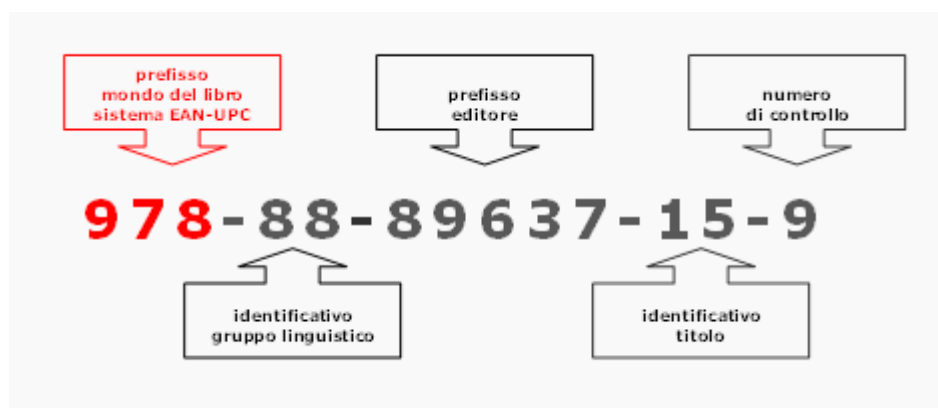 prefisso
mondo del libro
sistema EAN-UPC
prefisso
editore
numero
di controllo
978-88-89637-15-9
identificativo
gruppo linguistico
identificativo
titolo